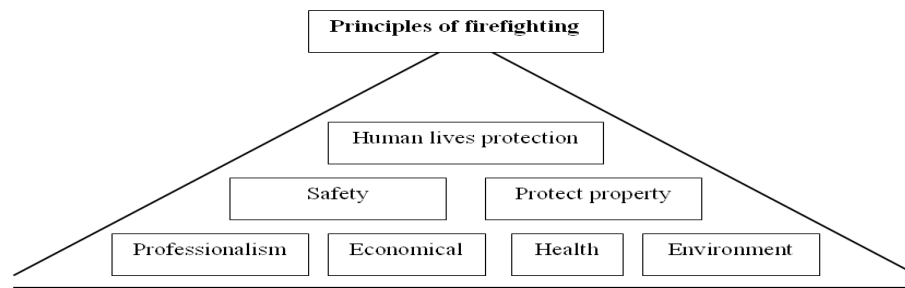 Principles of firefighting
Human lives protection
Safety Protect property
Professionalism Economical Health Environment